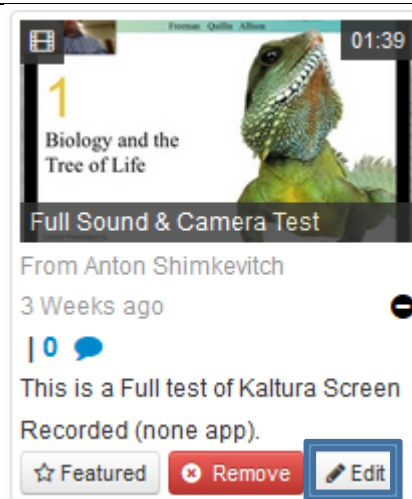 Freeman Quillin Allison
01:39
1
Biology and the
Tree of Life
Full Sound & Camera Test
From Anton Shimkevitch
3 Weeks ago
| 0
This is a Full test of Kaltura Screen
Recorded (none app).
Featured Remove Edit